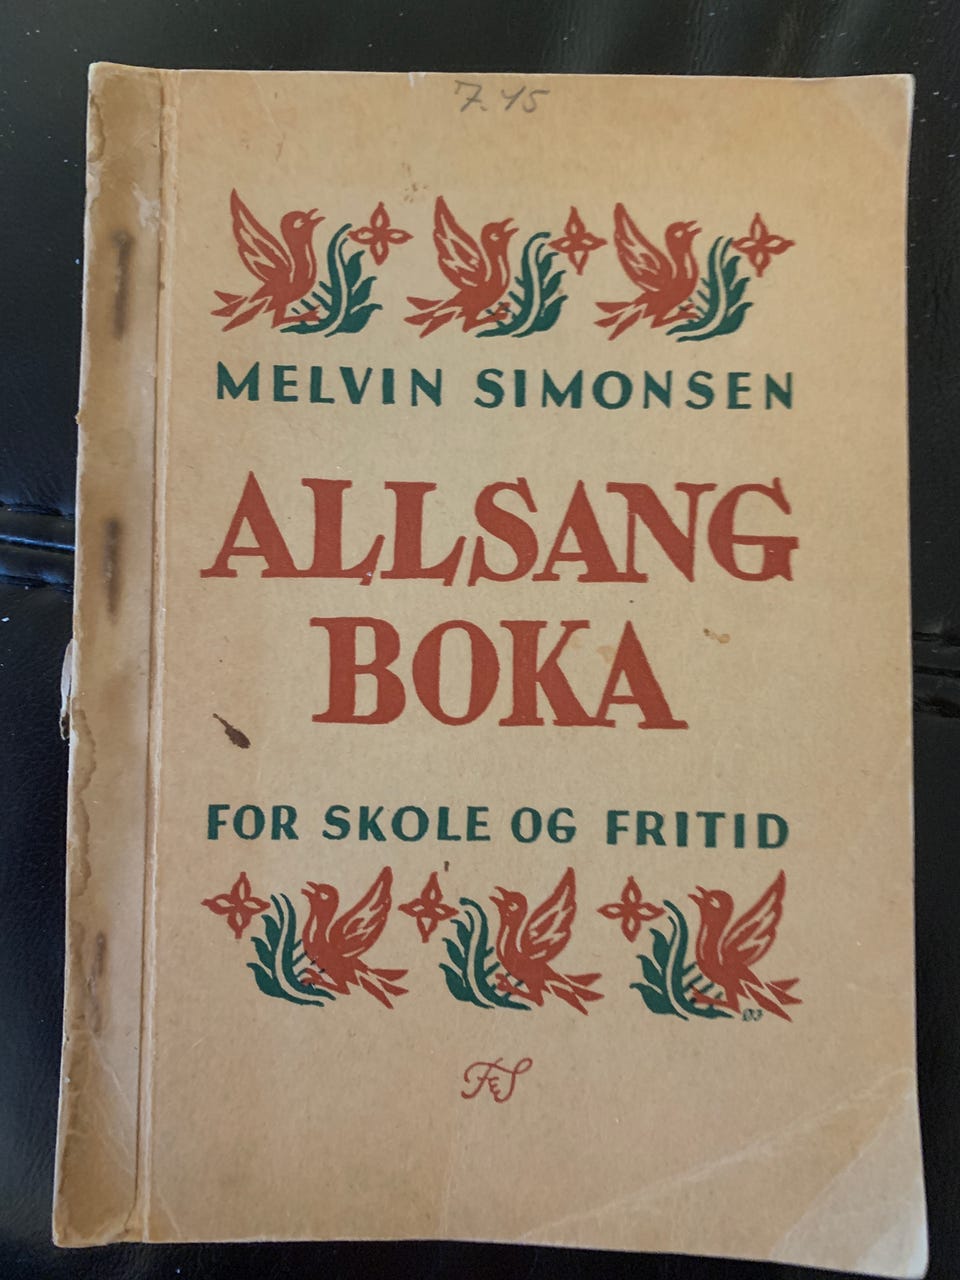 7.45
MELVIN SIMONSEN
ALLSANG
BOKA
FOR SKOLE OG FRITID
F&S